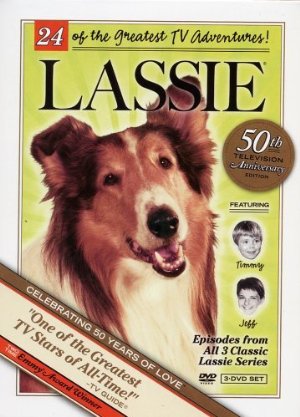 24 of the Greatest TV Adventures!
LASSIE
50th
TELEVISION
Anniversary
EDITION
FEATURING
Timmy
Jeff
CELEBRATING 50 YEARS OF LOVE
"One of the Greatest
TV Stars of All-Time!"
-TV GUIDE
Emmy Award Winner
Episodes from
All 3 Classic
Lassie Series
DVD
VIDEO
3-DVD SET